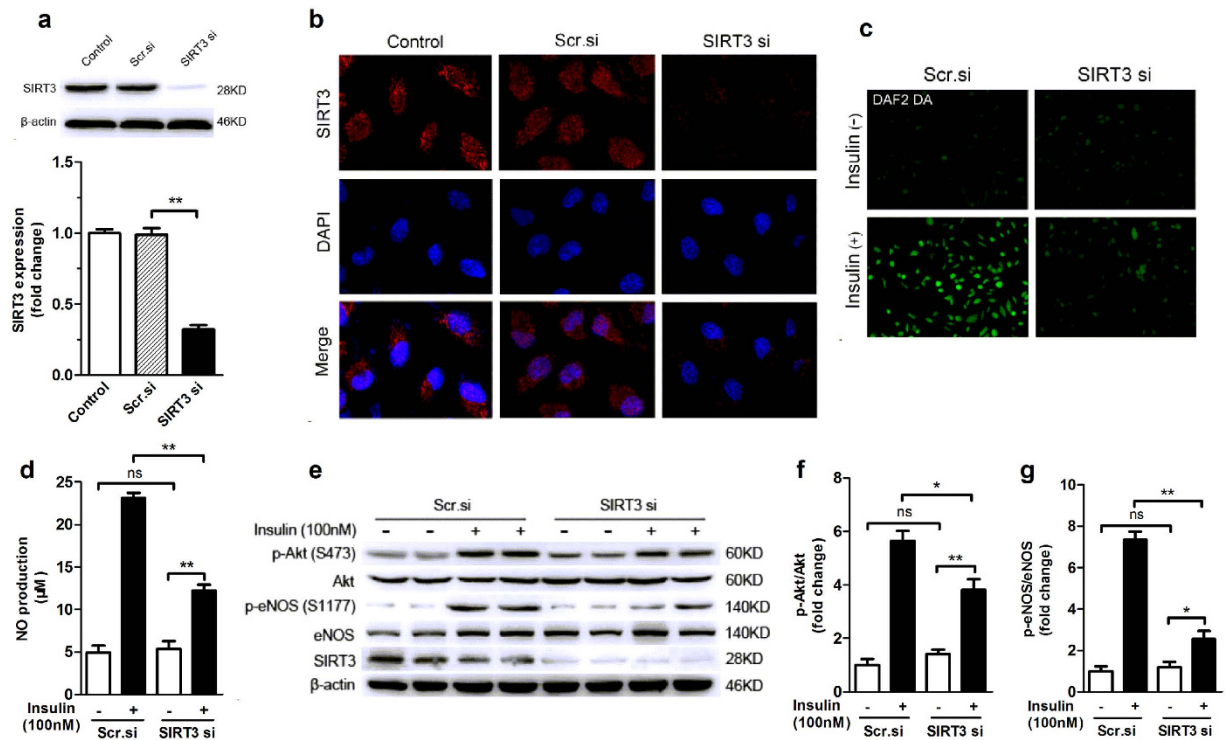 a
Control
Scr.si
SIRT3 si
SIRT3
28KD
β-actin
46KD
SIRT3 expression
(fold change)
1.5
1.0
0.5
0.0
**
Control
Scr.si
SIRT3 si
b
Control
Scr.si
SIRT3 si
SIRT3
DAPI
Merge
c
Scr.si
SIRT3 si
DAF2 DA
Insulin (-)
Insulin (+)
d
NO production
(µM)
25
20
15
10
5
0
**
ns
**
Insulin
(100nM)
- + - +
Scr.si
SIRT3 si
e
Scr.si
SIRT3 si
Insulin (100nM)
- - + + - - + +
p-Akt (S473)
60KD
Akt
60KD
p-eNOS (S1177)
140KD
eNOS
140KD
SIRT3
28KD
β-actin
46KD
f
p-Akt/Akt
(fold change)
8
6
4
2
0
*
ns
**
Insulin
(100nM)
- + - +
Scr.si
SIRT3 si
g
p-eNOS/eNOS
(fold change)
10
8
6
4
2
0
**
ns
*
Insulin
(100nM)
- + - +
Scr.si
SIRT3 si